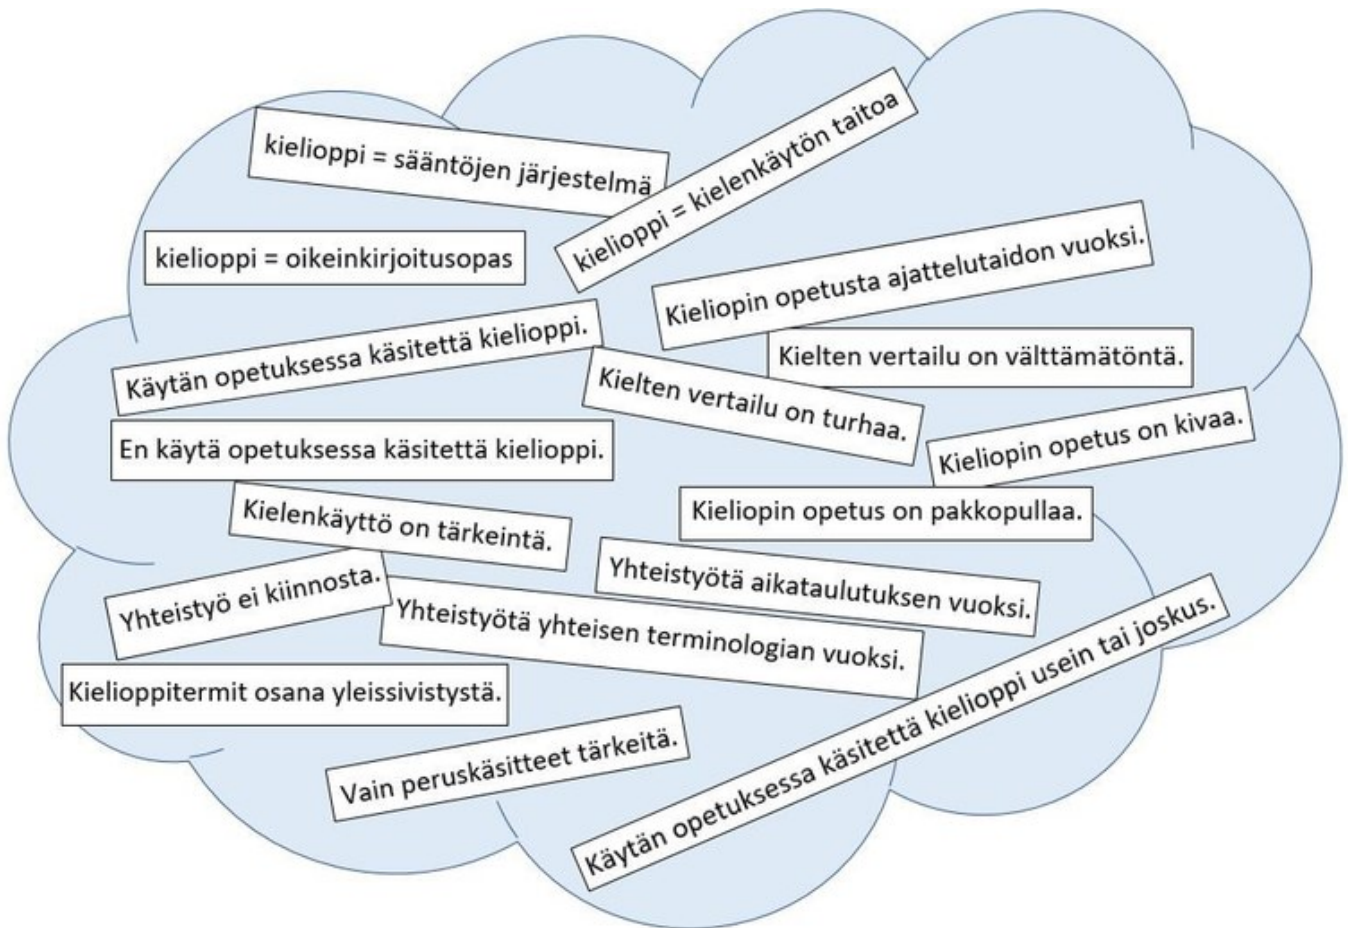 kielioppi = sääntöjen järjestelmä
kielioppi = kielenkäytön taitoa
kielioppi = oikeinkirjoitusopas
Kieliopin opetusta ajattelutaidon vuoksi.
Käytän opetuksessa käsitettä kielioppi.
Kielten vertailu on välttämätöntä.
Kielten vertailu on turhaa.
En käytä opetuksessa käsitettä kielioppi.
Kieliopin opetus on kivaa.
Kielenkäyttö on tärkeintä.
Kieliopin opetus on pakkopullaa.
Yhteistyö ei kiinnosta.
Yhteistyötä aikataulutuksen vuoksi.
Yhteistyötä yhteisen terminologian vuoksi.
Kielioppitermit osana yleissivistystä.
Vain peruskäsitteet tärkeitä.
Käytän opetuksessa käsitettä kielioppi usein tai joskus.